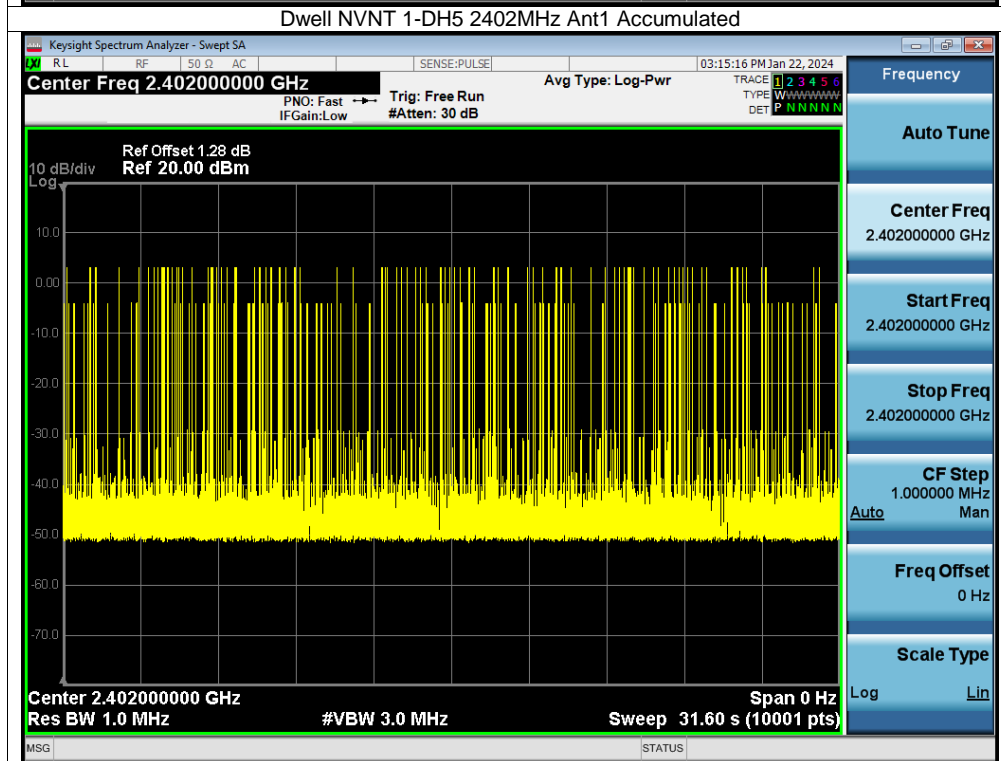 Dwell NVNT 1-DH5 2402MHz Ant1 Accumulated
Keysight Spectrum Analyzer - Swept SA
LXI RL RF 50 Ω AC SENSE:PULSE 03:15:16 PM Jan 22, 2024
Center Freq 2.402000000 GHz Avg Type: Log-Pwr TRACE 1 2 3 4 5 6
PNO: Fast Trig: Free Run TYPE WWWWWW
IFGain:Low #Atten: 30 dB DET P N N N N N
Frequency
Auto Tune
Center Freq
2.402000000 GHz
Start Freq
2.402000000 GHz
Stop Freq
2.402000000 GHz
CF Step
1.000000 MHz
Auto Man
Freq Offset
0 Hz
Scale Type
Log Lin
Ref Offset 1.28 dB
10 dB/div Ref 20.00 dBm
Log
10.0
0.00
-10.0
-20.0
-30.0
-40.0
-50.0
-60.0
-70.0
Center 2.402000000 GHz Span 0 Hz
Res BW 1.0 MHz #VBW 3.0 MHz Sweep 31.60 s (10001 pts)
MSG STATUS